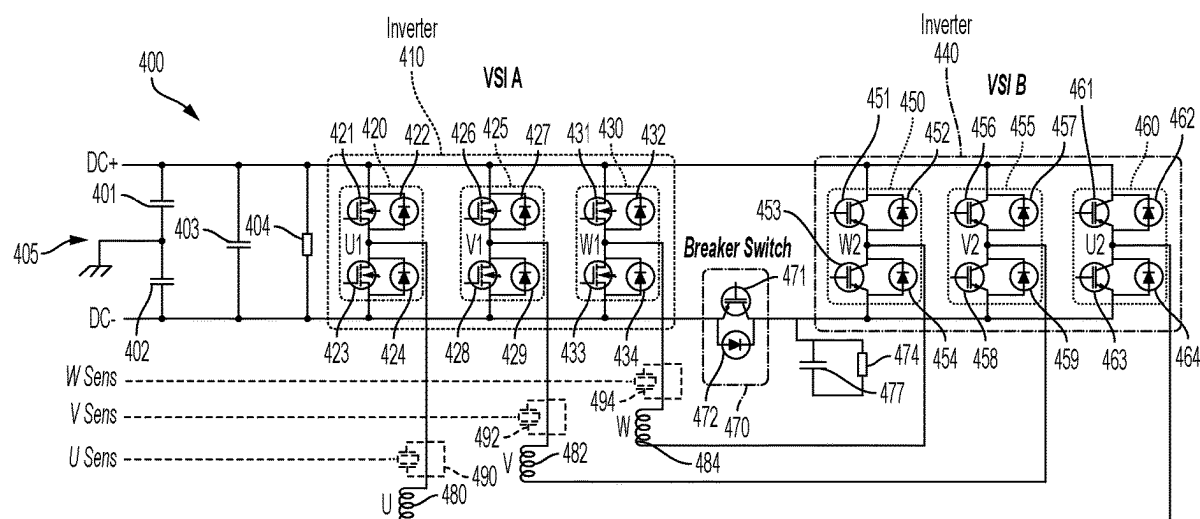 Inverter
410
Inverter
440
400
VSI A
VSI B
421 420 422 426 425 427 431 430 432
451 450 452 456 455 457 461 460 462
DC+
401
405
403
404
U1
V1
W1
453
W2
V2
U2
Breaker Switch
471
DC-
402
423 424 428 429 433 434
472 470
477 474
454 458 459 463 464
W Sens
494
V Sens
492
W
484
U Sens
490
V
482
U
480